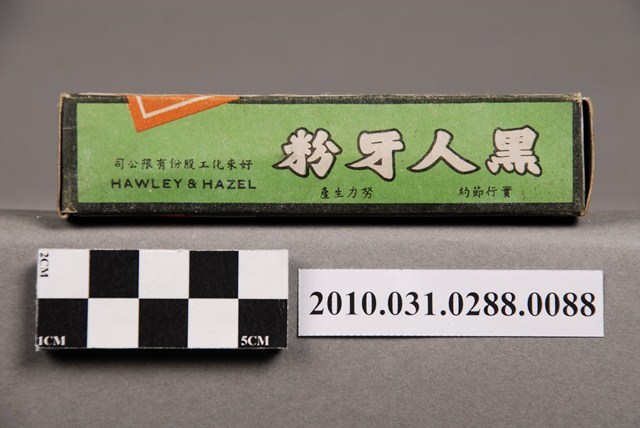 黑人牙粉
實行節約 勞力生產
好來化工股份有限公司
HAWLEY & HAZEL
2CM
1CM
5CM
2010.031.0288.0088